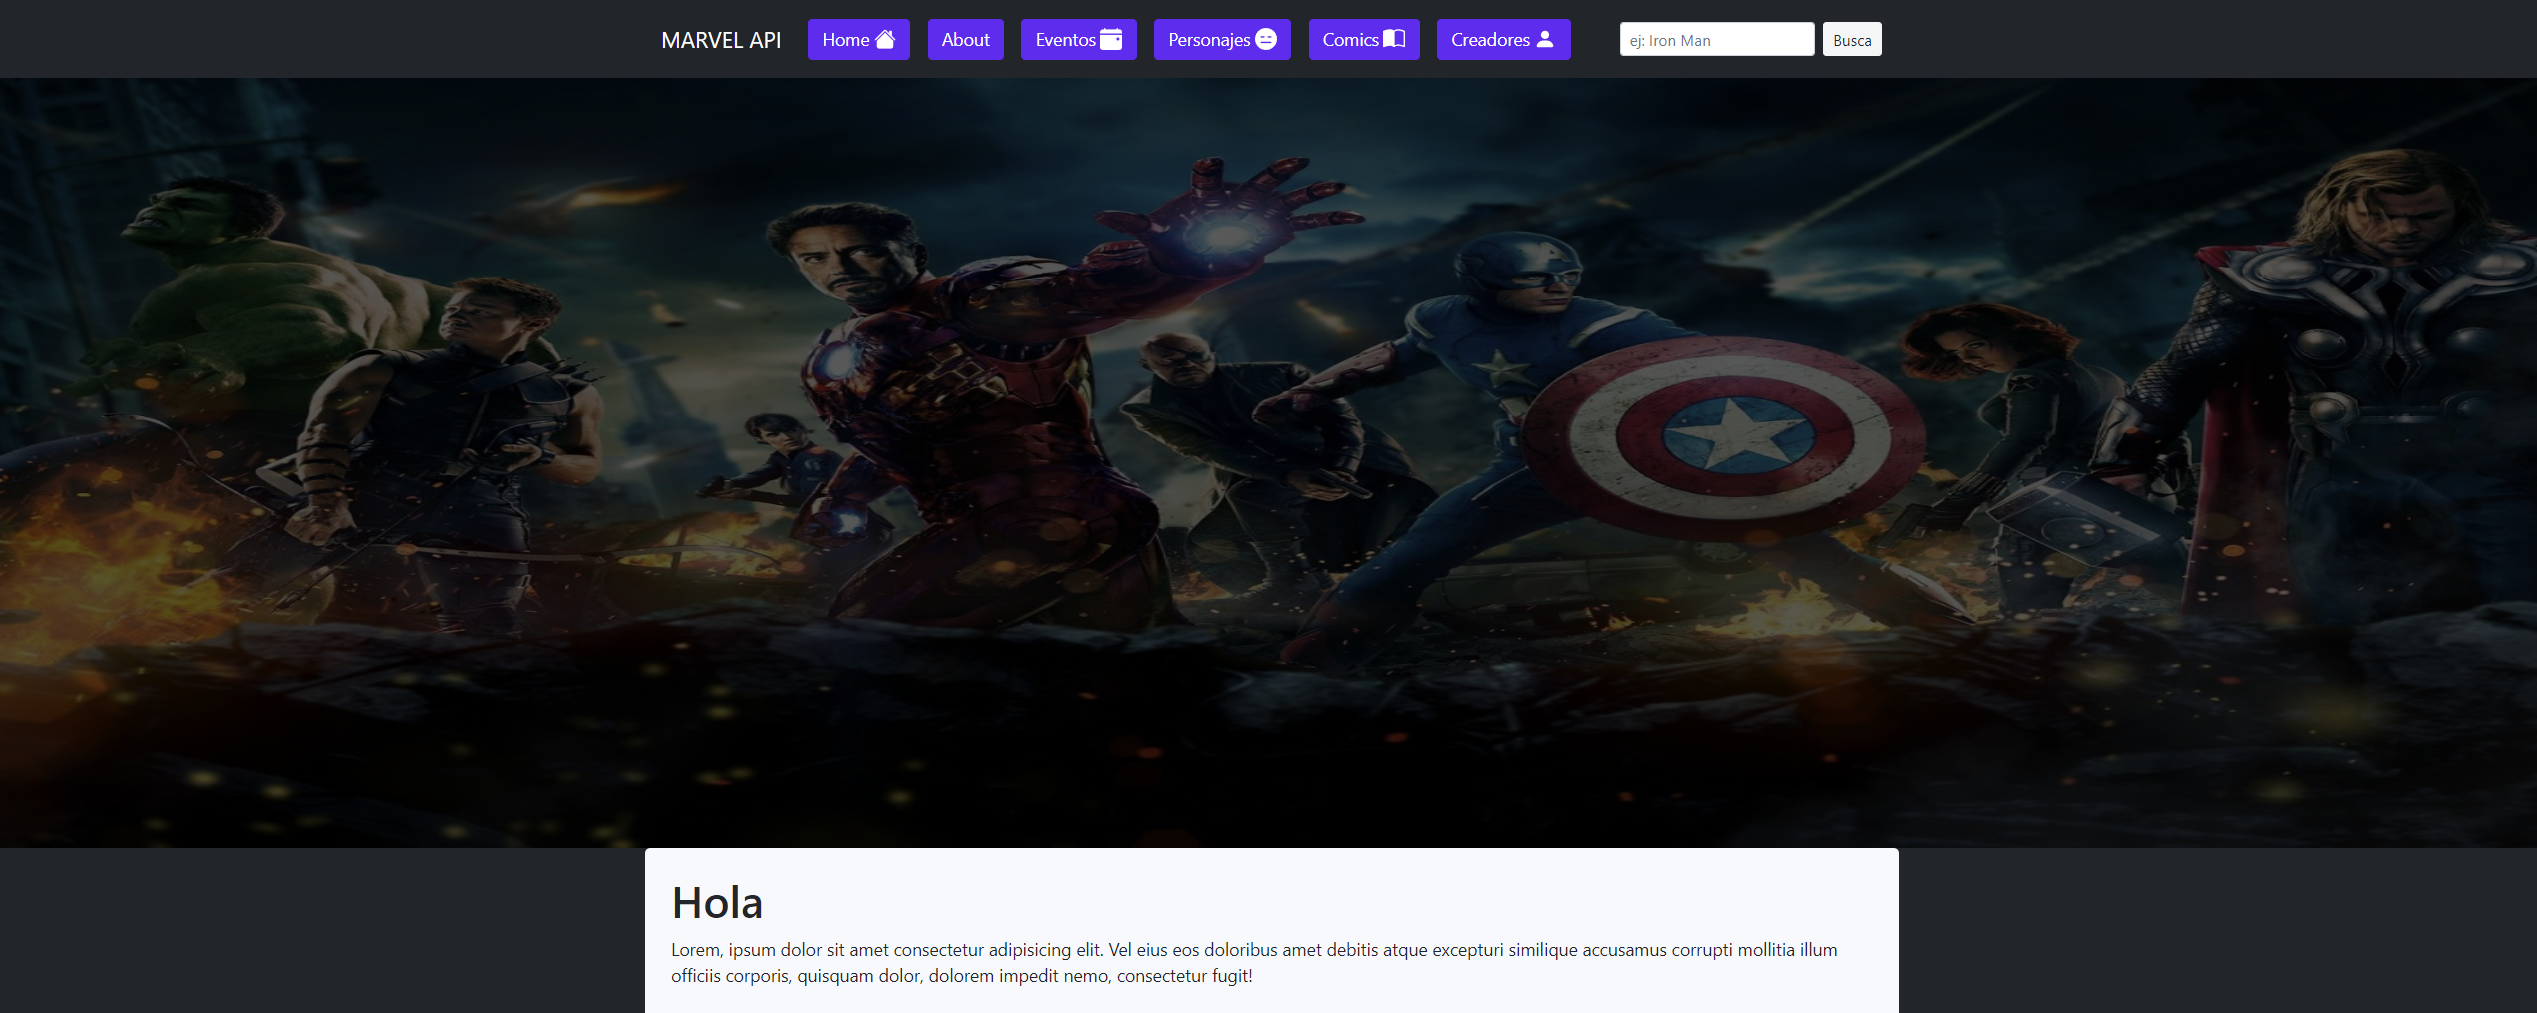 MARVEL API Home About Eventos Personajes Comics Creadores ej: Iron Man Busca
Hola
Lorem, ipsum dolor sit amet consectetur adipisicing elit. Vel eius eos doloribus amet debitis atque excepturi similique accusamus corrupti mollitia illum
officiis corporis, quisquam dolor, dolorem impedit nemo, consectetur fugit!